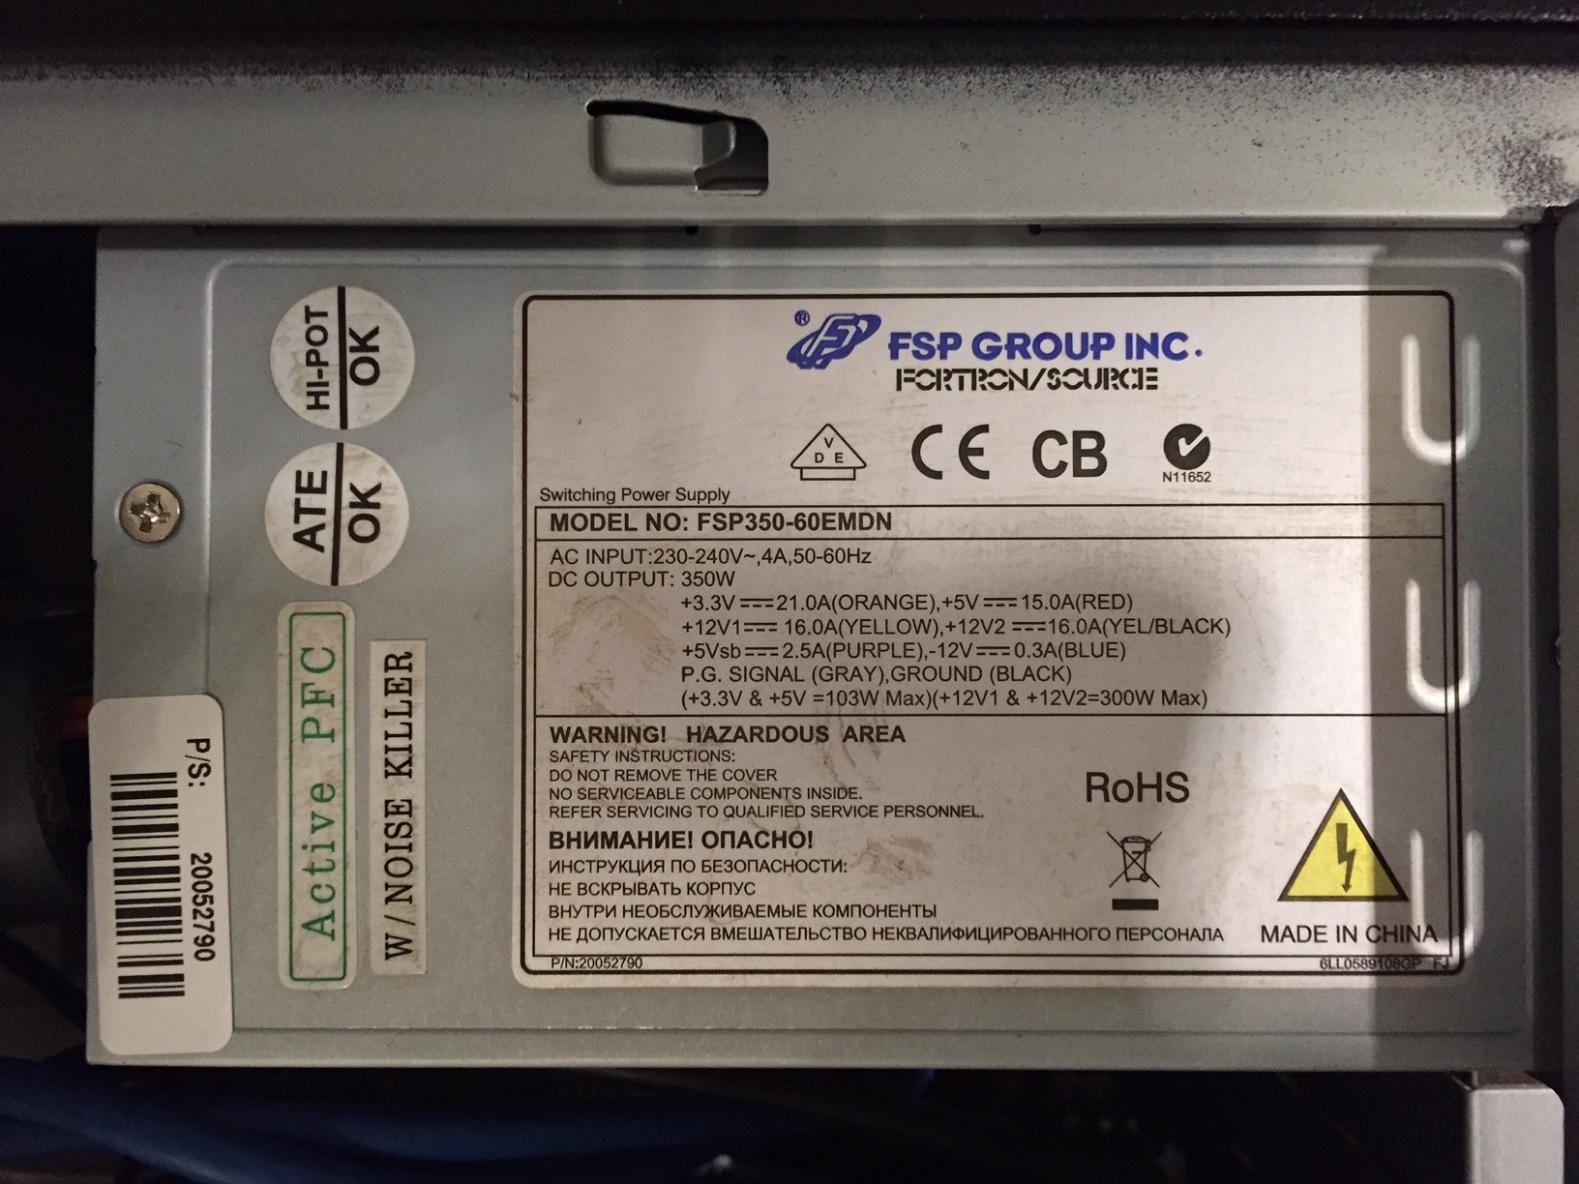 HI-POT
OK
ATE
OK
Active PFC
W/NOISE KILLER
P/S: 20052790
® FSP GROUP INC.
FORTRON/SOURCE
VDE CE CB
N11652
Switching Power Supply
MODEL NO: FSP350-60EMDN
AC INPUT:230-240V~,4A,50-60Hz
DC OUTPUT: 350W
+3.3V⎓21.0A(ORANGE),+5V⎓15.0A(RED)
+12V1⎓16.0A(YELLOW),+12V2⎓16.0A(YEL/BLACK)
+5Vsb⎓2.5A(PURPLE),-12V⎓0.3A(BLUE)
P.G. SIGNAL (GRAY),GROUND (BLACK)
(+3.3V & +5V =103W Max)(+12V1 & +12V2=300W Max)
WARNING! HAZARDOUS AREA
SAFETY INSTRUCTIONS:
DO NOT REMOVE THE COVER
NO SERVICEABLE COMPONENTS INSIDE.
REFER SERVICING TO QUALIFIED SERVICE PERSONNEL.
RoHS
ВНИМАНИЕ! ОПАСНО!
ИНСТРУКЦИЯ ПО БЕЗОПАСНОСТИ:
НЕ ВСКРЫВАТЬ КОРПУС
ВНУТРИ НЕОБСЛУЖИВАЕМЫЕ КОМПОНЕНТЫ
НЕ ДОПУСКАЕТСЯ ВМЕШАТЕЛЬСТВО НЕКВАЛИФИЦИРОВАННОГО ПЕРСОНАЛА
MADE IN CHINA
P/N:20052790
6LL0589108GP FJ